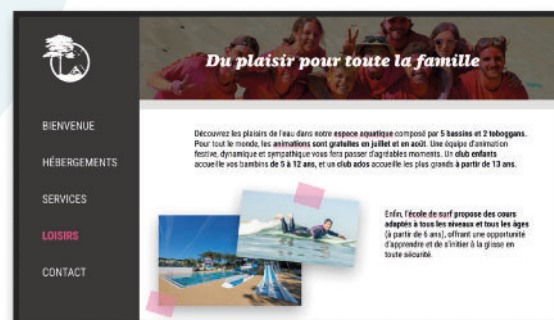 Du plaisir pour toute la famille
BIENVENUE
HÉBERGEMENTS
SERVICES
LOISIRS
CONTACT
Découvrez les plaisirs de l'eau dans notre espace aquatique composé par 5 bassins et 2 toboggans.
Pour tout le monde, les animations sont gratuites en juillet et en août. Une équipe d'animation
festive, dynamique et sympathique vous fera passer d'agréables moments. Un club enfants
accueille vos bambins de 5 à 12 ans, et un club ados accueille les plus grands à partir de 13 ans.
Enfin, l'école de surf propose des cours
adaptés à tous les niveaux et tous les âges
(à partir de 6 ans), offrant une opportunité
d'apprendre et de s'initier à la glisse en
toute sécurité.